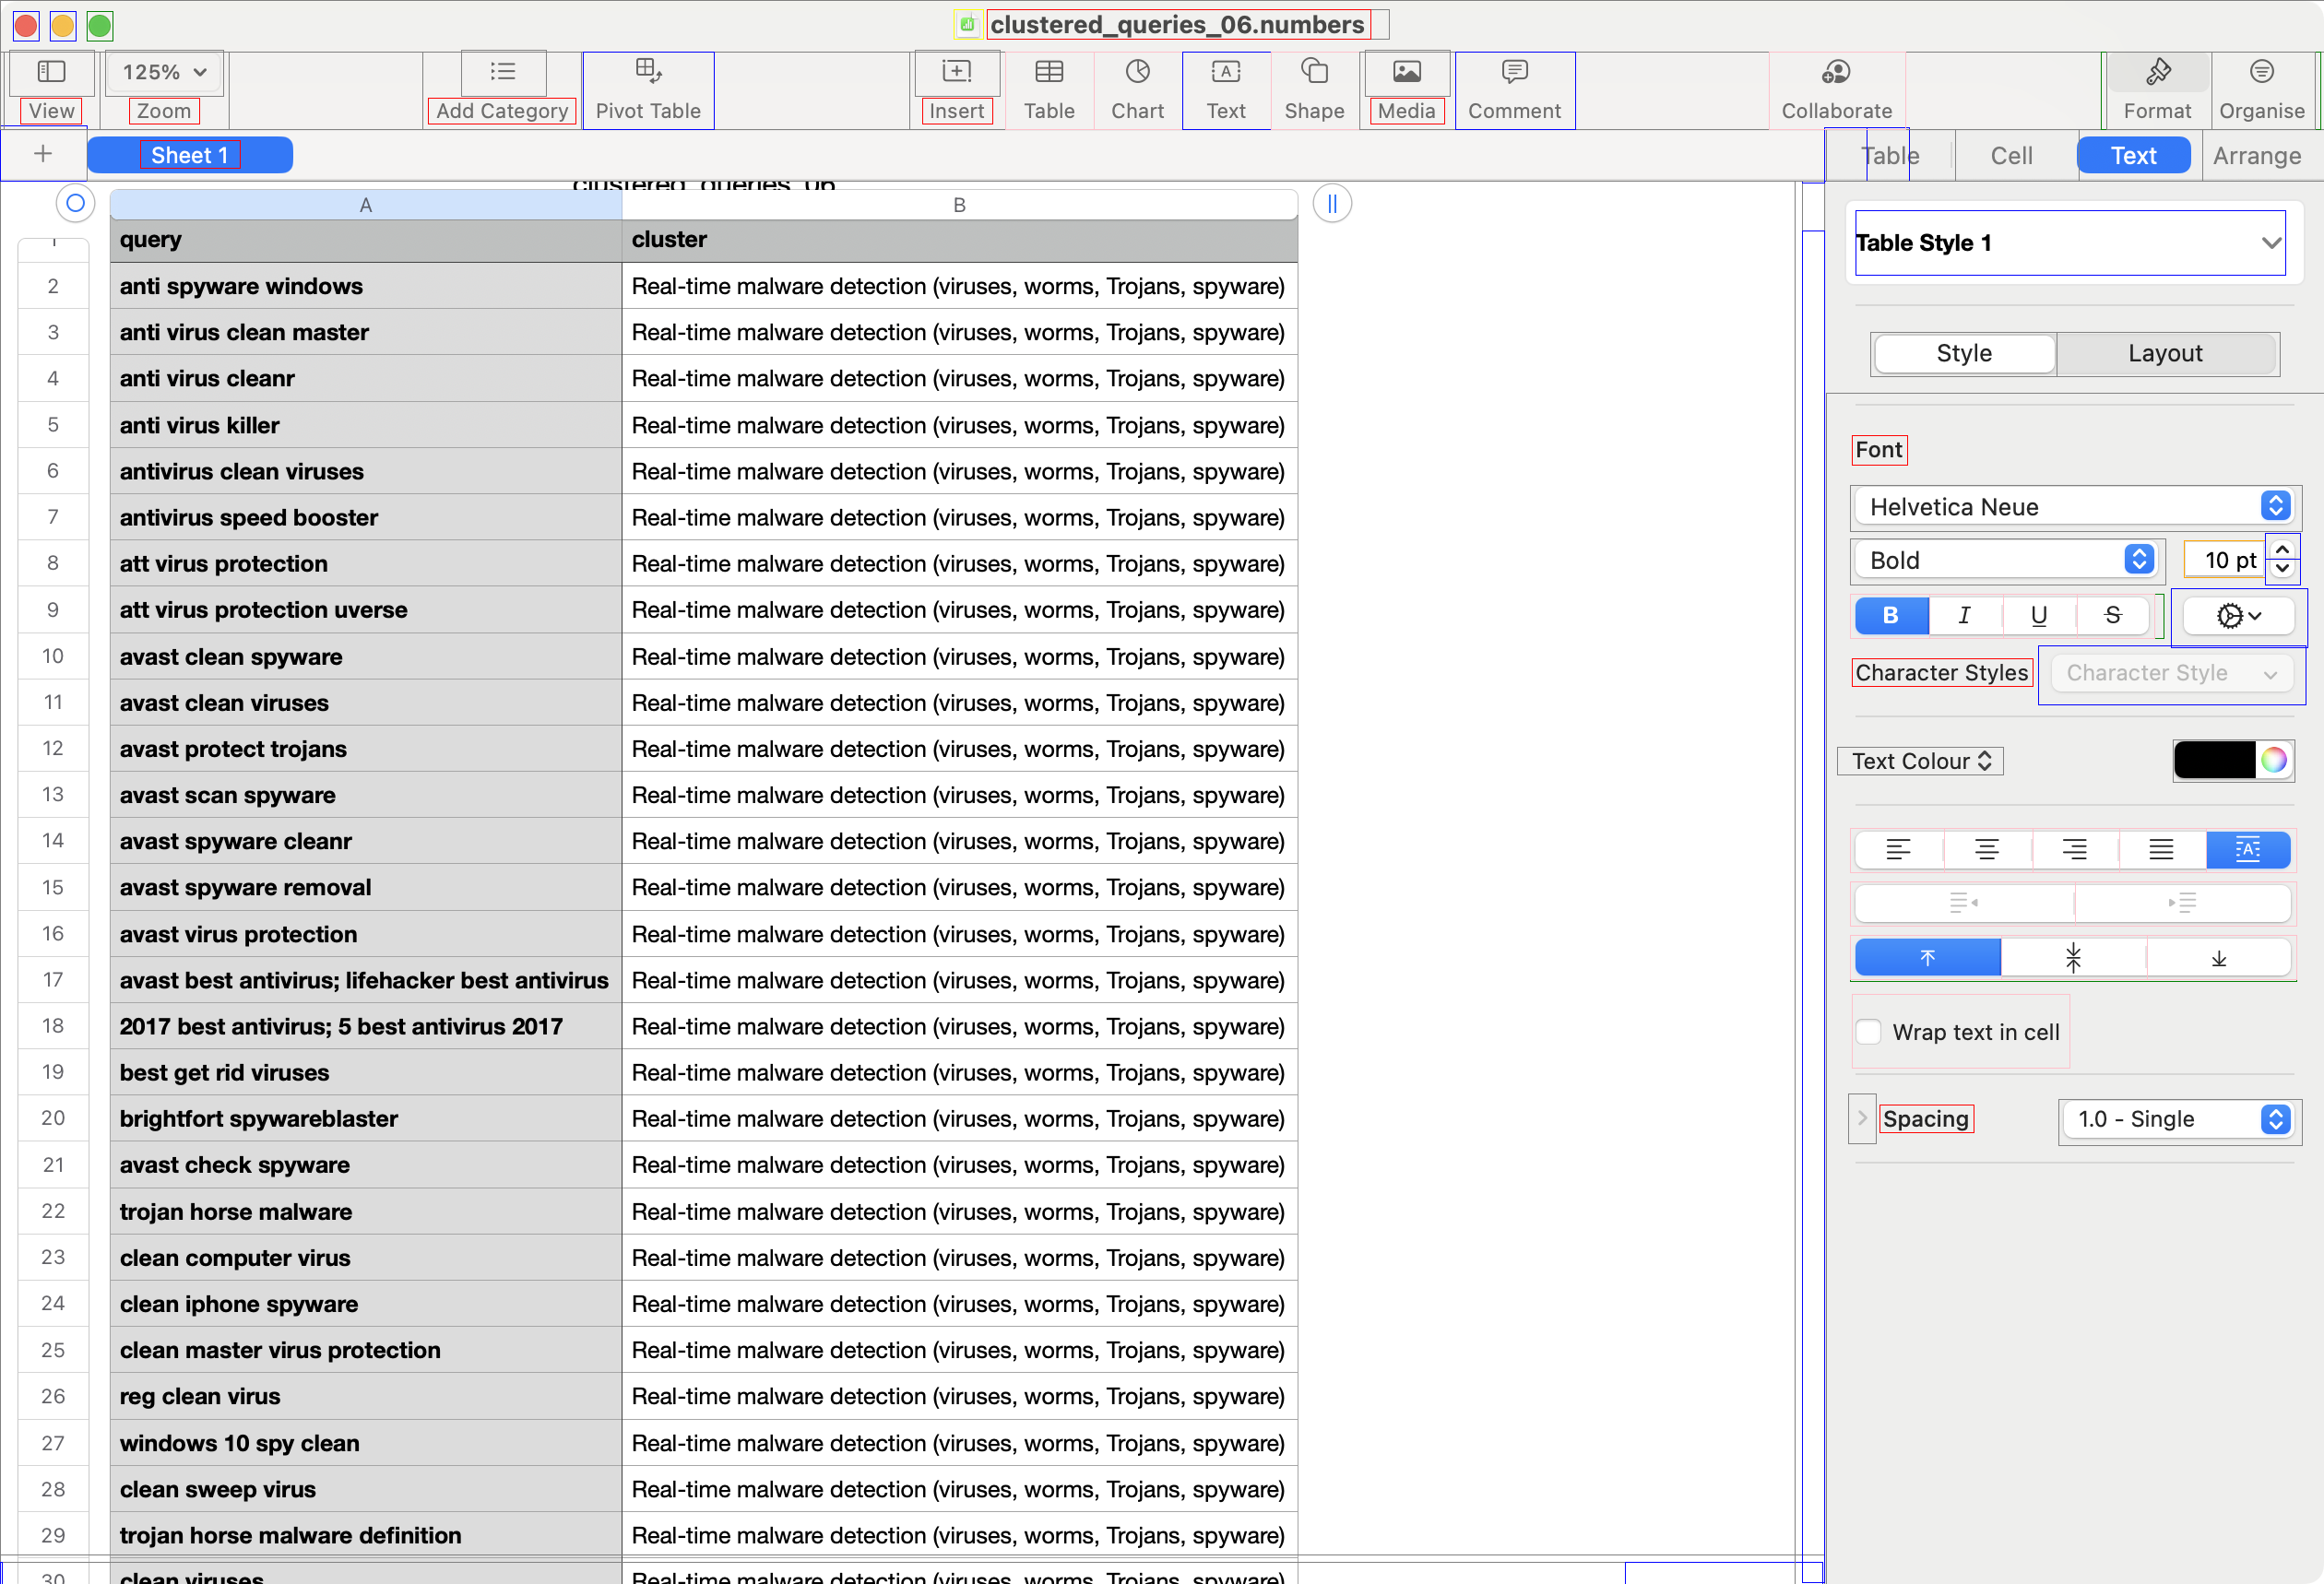 clustered_queries_06.numbers
View
125%
Zoom
Add Category
Pivot Table
Insert
Table
Chart
Text
Shape
Media
Comment
Collaborate
Format
Organise
Sheet 1
Table
Cell
Text
Arrange
clustered_queries_06
A B
1 query cluster
2 anti spyware windows Real-time malware detection (viruses, worms, Trojans, spyware)
3 anti virus clean master Real-time malware detection (viruses, worms, Trojans, spyware)
4 anti virus cleanr Real-time malware detection (viruses, worms, Trojans, spyware)
5 anti virus killer Real-time malware detection (viruses, worms, Trojans, spyware)
6 antivirus clean viruses Real-time malware detection (viruses, worms, Trojans, spyware)
7 antivirus speed booster Real-time malware detection (viruses, worms, Trojans, spyware)
8 att virus protection Real-time malware detection (viruses, worms, Trojans, spyware)
9 att virus protection uverse Real-time malware detection (viruses, worms, Trojans, spyware)
10 avast clean spyware Real-time malware detection (viruses, worms, Trojans, spyware)
11 avast clean viruses Real-time malware detection (viruses, worms, Trojans, spyware)
12 avast protect trojans Real-time malware detection (viruses, worms, Trojans, spyware)
13 avast scan spyware Real-time malware detection (viruses, worms, Trojans, spyware)
14 avast spyware cleanr Real-time malware detection (viruses, worms, Trojans, spyware)
15 avast spyware removal Real-time malware detection (viruses, worms, Trojans, spyware)
16 avast virus protection Real-time malware detection (viruses, worms, Trojans, spyware)
17 avast best antivirus; lifehacker best antivirus Real-time malware detection (viruses, worms, Trojans, spyware)
18 2017 best antivirus; 5 best antivirus 2017 Real-time malware detection (viruses, worms, Trojans, spyware)
19 best get rid viruses Real-time malware detection (viruses, worms, Trojans, spyware)
20 brightfort spywareblaster Real-time malware detection (viruses, worms, Trojans, spyware)
21 avast check spyware Real-time malware detection (viruses, worms, Trojans, spyware)
22 trojan horse malware Real-time malware detection (viruses, worms, Trojans, spyware)
23 clean computer virus Real-time malware detection (viruses, worms, Trojans, spyware)
24 clean iphone spyware Real-time malware detection (viruses, worms, Trojans, spyware)
25 clean master virus protection Real-time malware detection (viruses, worms, Trojans, spyware)
26 reg clean virus Real-time malware detection (viruses, worms, Trojans, spyware)
27 windows 10 spy clean Real-time malware detection (viruses, worms, Trojans, spyware)
28 clean sweep virus Real-time malware detection (viruses, worms, Trojans, spyware)
29 trojan horse malware definition Real-time malware detection (viruses, worms, Trojans, spyware)
30 clean viruses Real-time malware detection (viruses, worms, Trojans, spyware)
Table Style 1
Style Layout
Font
Helvetica Neue
Bold 10 pt
B I U S
Character Styles Character Style
Text Colour
Wrap text in cell
Spacing 1.0 - Single